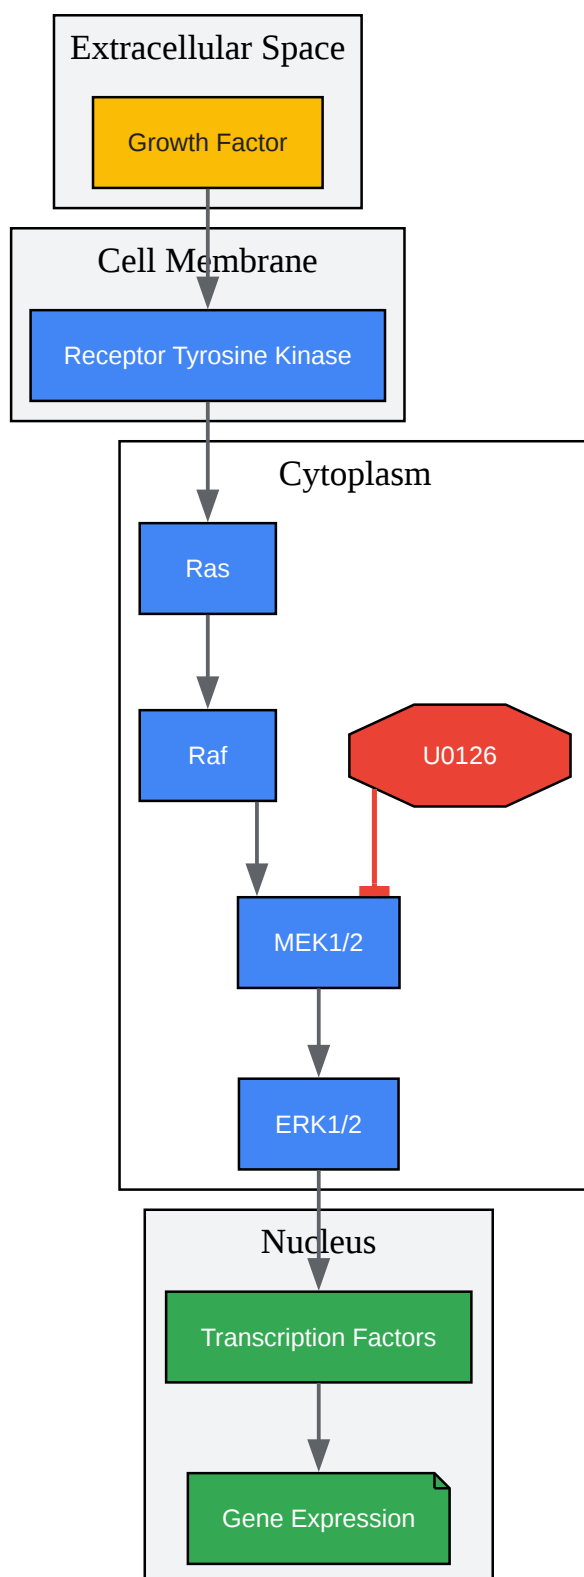 Extracellular Space
Growth Factor
Cell Membrane
Receptor Tyrosine Kinase
Cytoplasm
Ras
Raf
U0126
MEK1/2
ERK1/2
Nucleus
Transcription Factors
Gene Expression